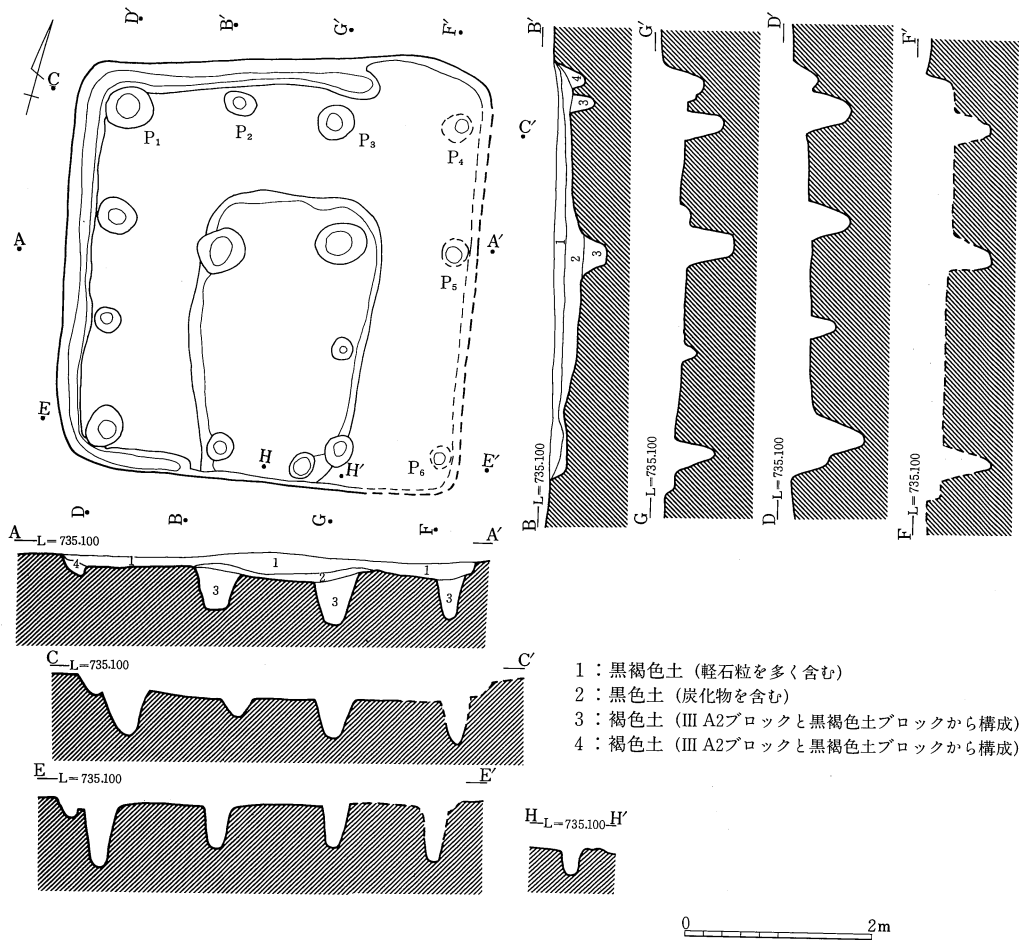 D′
B′
G′
F′
C
P₁
P₂
P₃
P₄
C′
A
A′
P₅
E
H
H′
P₆
E′
D
B
G
F
B′
G′
D′
F′
1
2
3
3
4
B L=735.100
G L=735.100
D L=735.100
F L=735.100
A L=735.100 A′
4
1
1
2
1
3
3
3
C L=735.100 C′
E L=735.100 E′
H L=735.100 H′
1：黒褐色土（軽石粒を多く含む）
2：黒色土（炭化物を含む）
3：褐色土（III A2ブロックと黒褐色土ブロックから構成）
4：褐色土（III A2ブロックと黒褐色土ブロックから構成）
0 2m